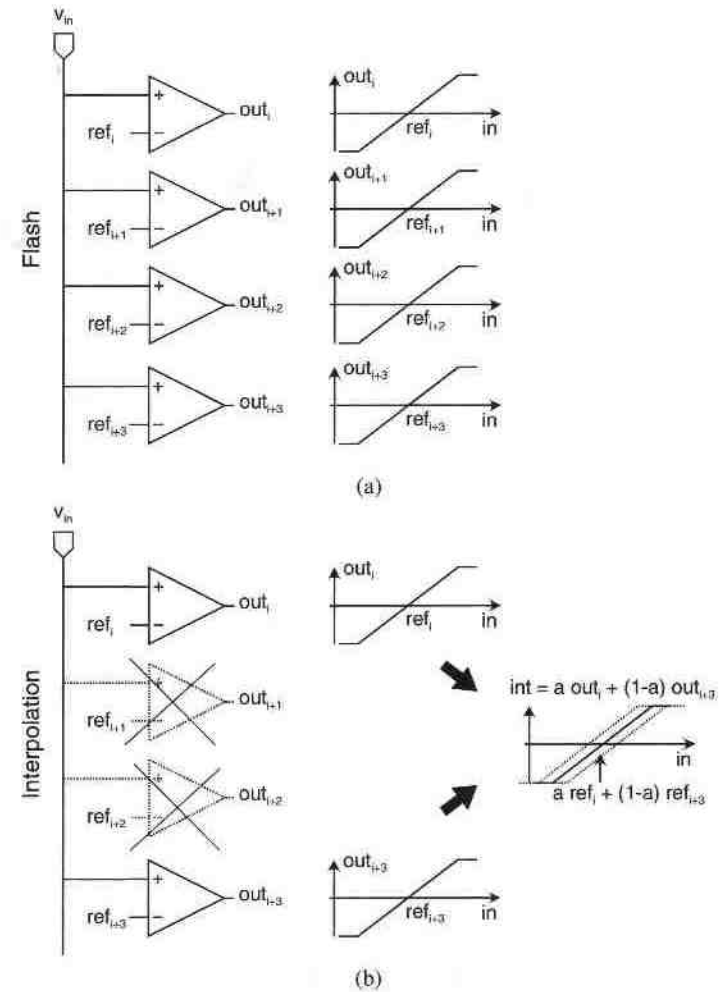 v_in
+
ref_i
−
out_i
out_i
ref_i
in
+
ref_i+1
−
out_i+1
out_i+1
ref_i+1
in
Flash
+
ref_i+2
−
out_i+2
out_i+2
ref_i+2
in
+
ref_i+3
−
out_i+3
out_i+3
ref_i+3
in
(a)
v_in
+
ref_i
−
out_i
out_i
ref_i
in
+
ref_i+1
−
out_i+1
int = a out_i + (1-a) out_i+3
in
a ref_i + (1-a) ref_i+3
Interpolation
+
ref_i+2
−
out_i+2
+
ref_i+3
−
out_i+3
out_i+3
ref_i+3
in
(b)